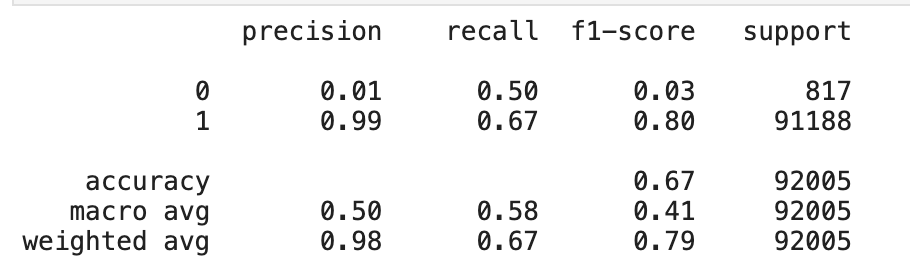 precision recall f1-score support
0 0.01 0.50 0.03 817
1 0.99 0.67 0.80 91188
accuracy 0.67 92005
macro avg 0.50 0.58 0.41 92005
weighted avg 0.98 0.67 0.79 92005